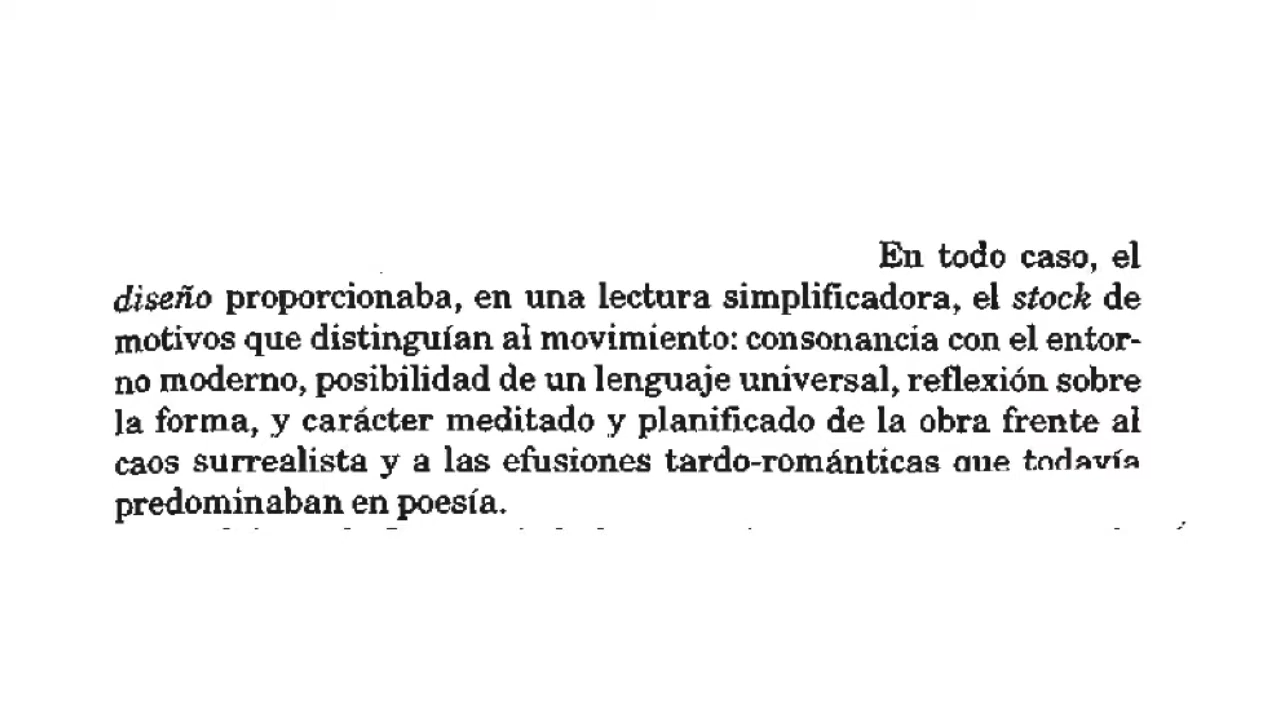 En todo caso, el
diseño proporcionaba, en una lectura simplificadora, el stock de
motivos que distinguían al movimiento: consonancia con el entor-
no moderno, posibilidad de un lenguaje universal, reflexión sobre
la forma, y carácter meditado y planificado de la obra frente al
caos surrealista y a las efusiones tardo-románticas que todavía
predominaban en poesía.